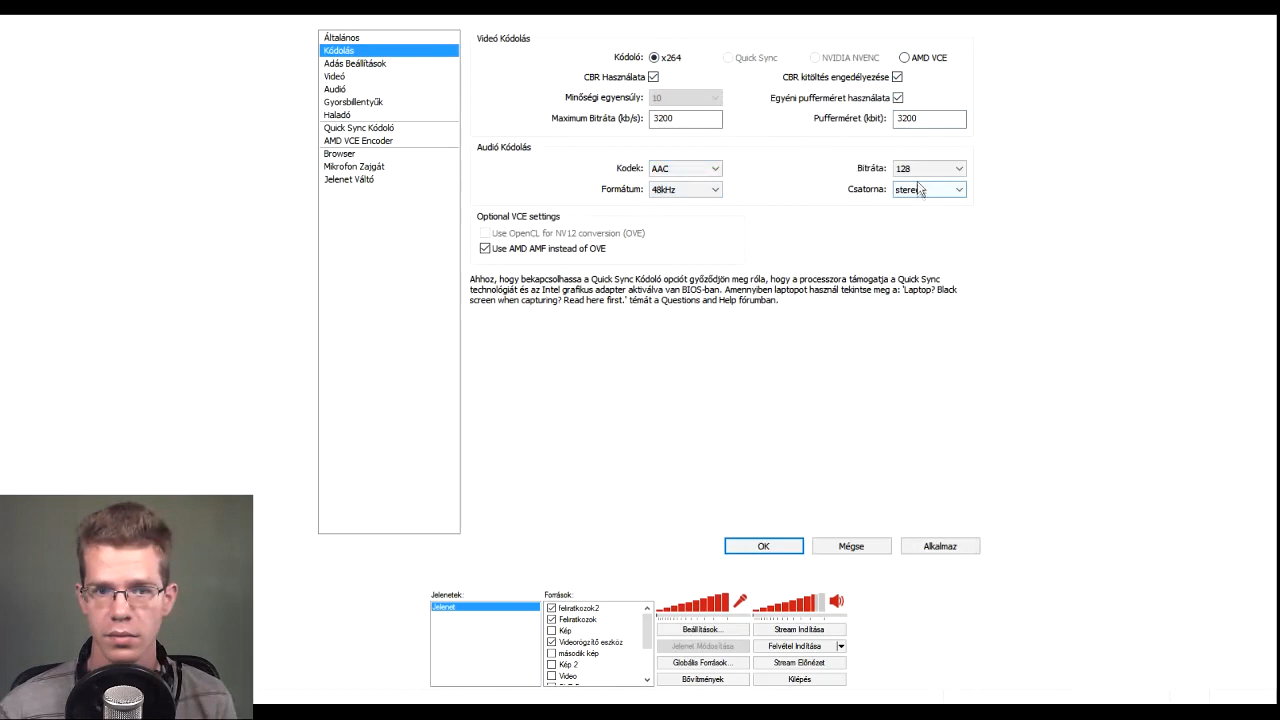 Általános
Kódolás
Adás Beállítások
Videó
Audió
Gyorsbillentyűk
Haladó
Quick Sync Kódoló
AMD VCE Encoder
Browser
Mikrofon Zajgát
Jelenet Váltó
Videó Kódolás
Kódoló: x264 Quick Sync NVIDIA NVENC AMD VCE
CBR Használata CBR kitöltés engedélyezése
Minőségi egyensúly: 10 Egyéni pufferméret használata
Maximum Bitráta (kb/s): 3200 Pufferméret (kbit): 3200
Audió Kódolás
Kodek: AAC Bitráta: 128
Formátum: 48kHz Csatorna:
Optional VCE settings
Use OpenCL for NV12 conversion (OVE)
Use AMD AMF instead of OVE
Ahhoz, hogy bekapcsolhassa a Quick Sync Kódoló opciót győződjön meg róla, hogy a processzora támogatja a Quick Sync
technológiát és az Intel grafikus adapter aktiválva van BIOS-ban. Amennyiben laptopot használ tekintse meg a: 'Laptop? Black
screen when capturing? Read here first.' témát a Questions and Help fórumban.
OK Mégse Alkalmaz
Jelenetek:
Jelenet
Források:
feliratkozok2
Feliratkozok
Kép
Videórögzítő eszköz
második kép
Kép 2
Video
Beállítások... Stream Indítása
Jelenet Módosítása Felvétel Indítása
Globális Források... Stream Előnézet
Bővítmények Kilépés